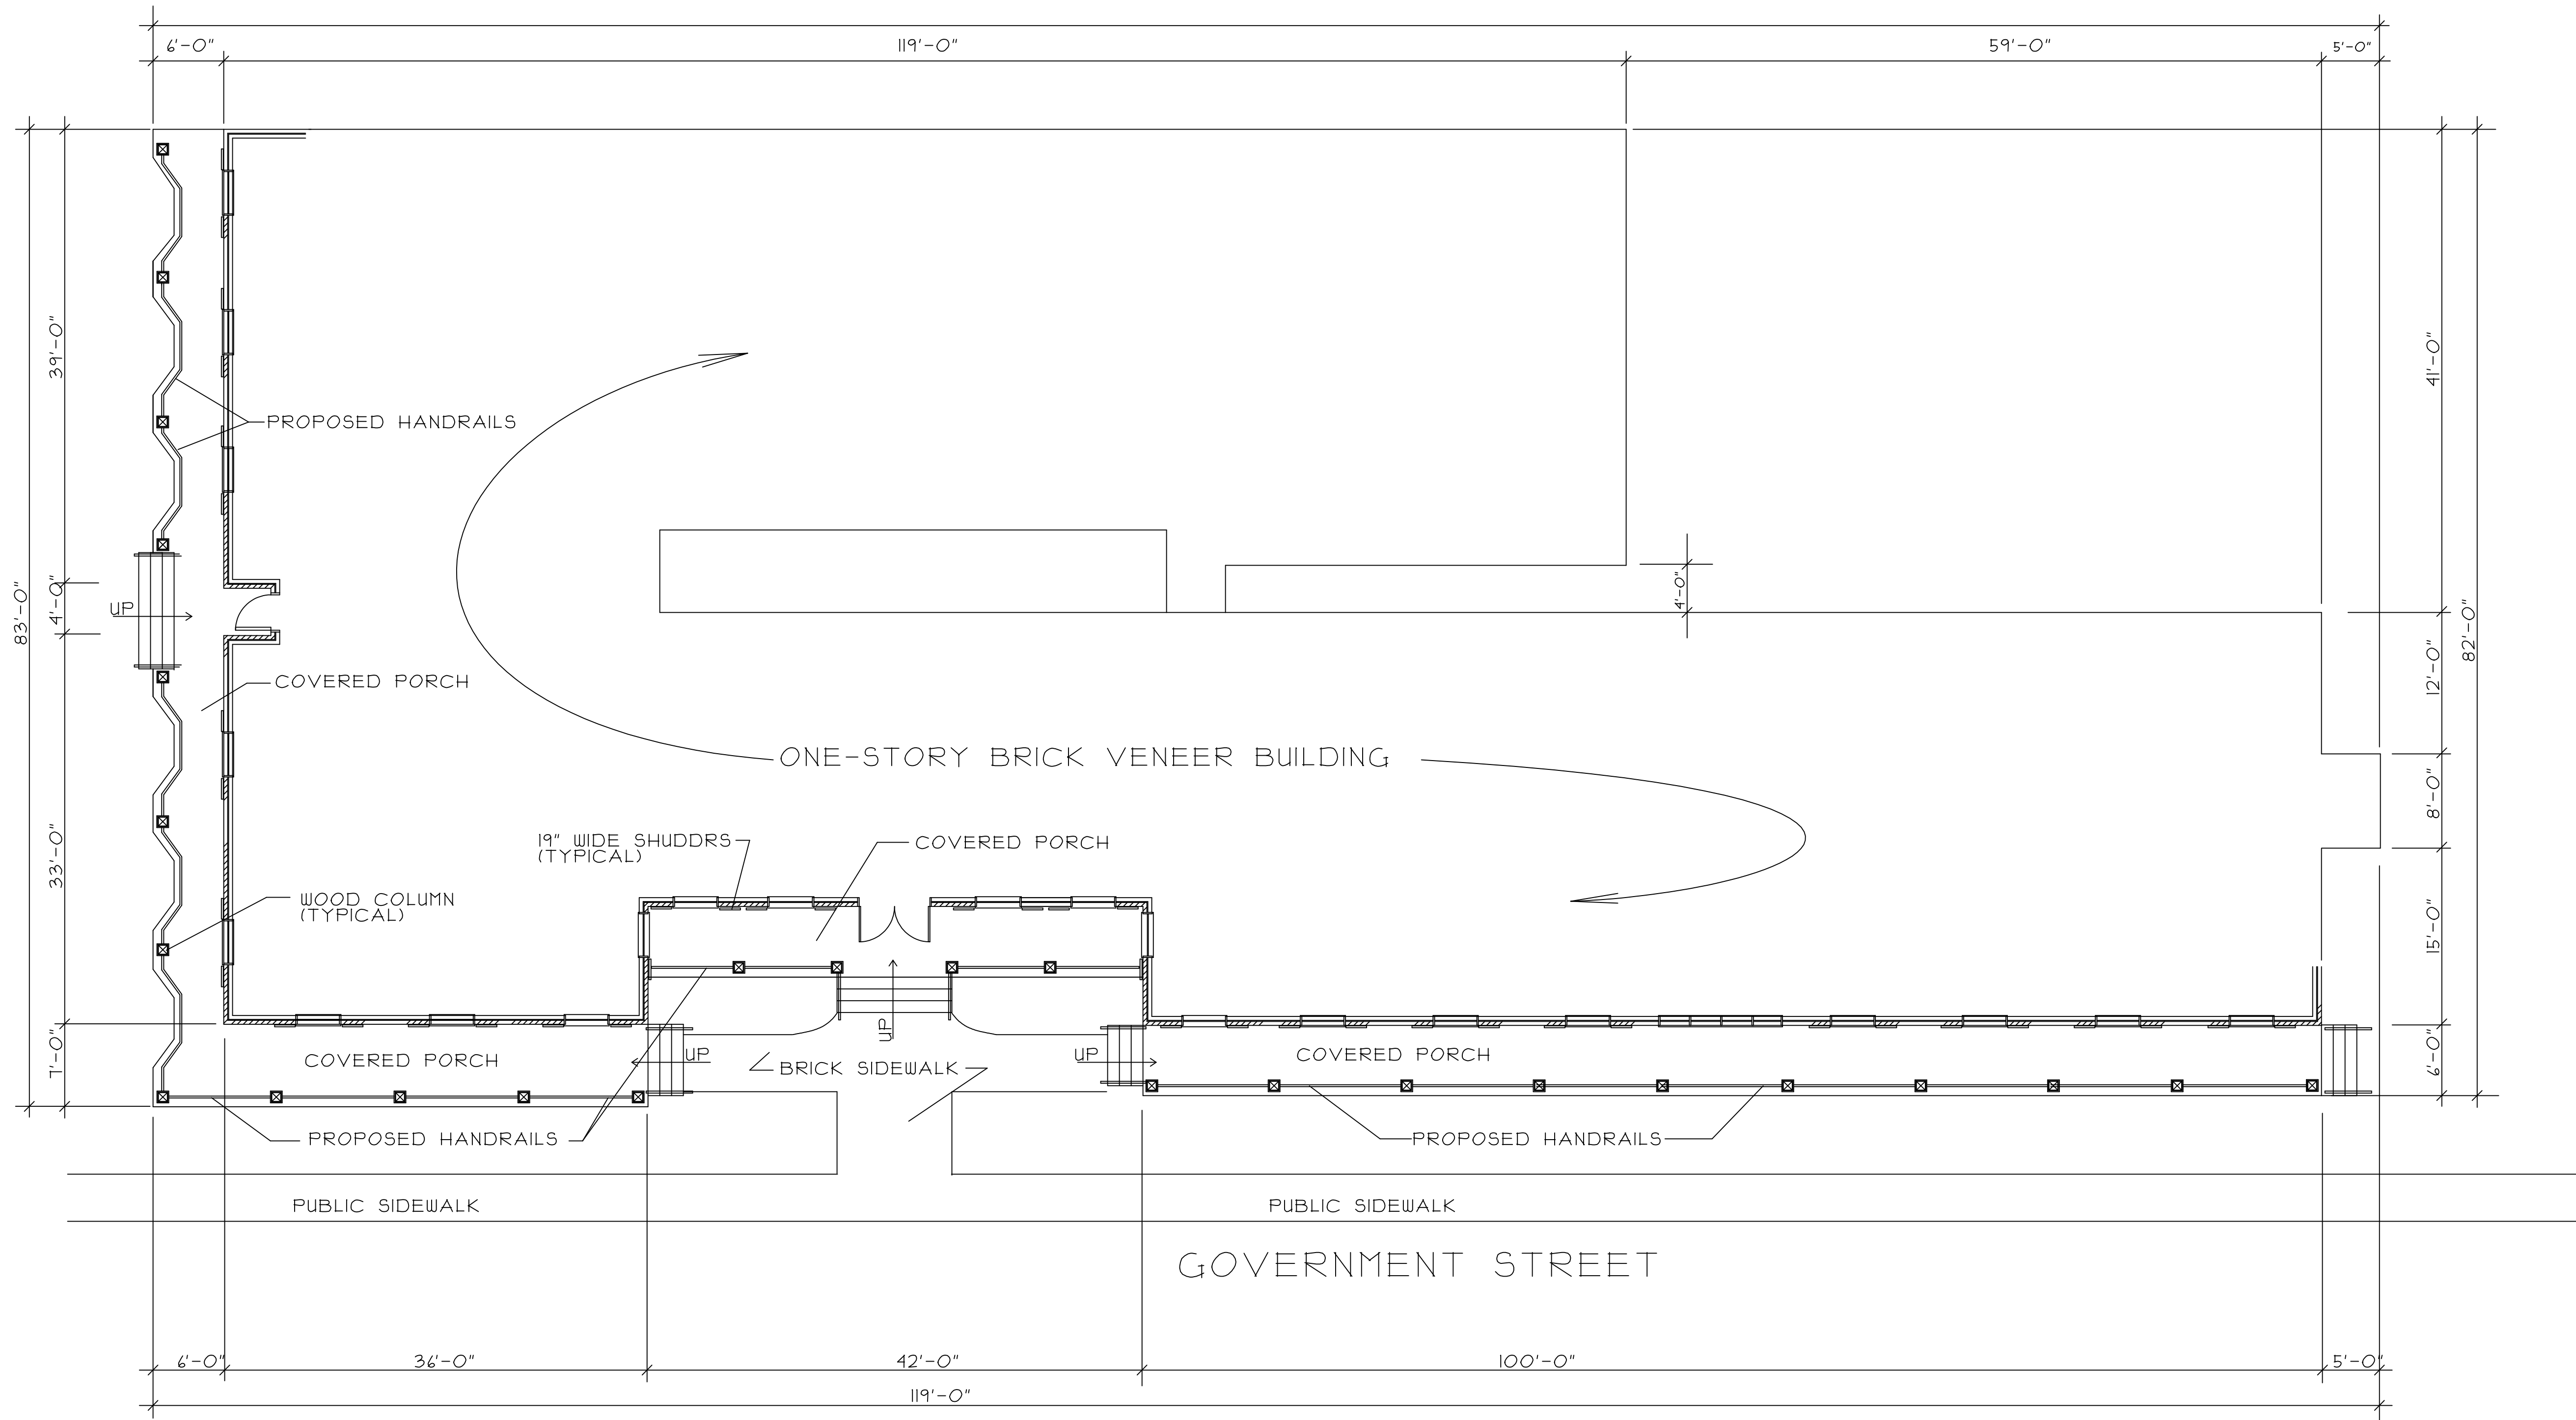 6'-0" 119'-0" 59'-0" 5'-0"
39'-0"
41'-0"
PROPOSED HANDRAILS
4'-0"
4'-0"
UP
83'-0"
82'-0"
12'-0"
COVERED PORCH
ONE-STORY BRICK VENEER BUILDING
8'-0"
19" WIDE SHUDDRS
(TYPICAL)
COVERED PORCH
33'-0"
WOOD COLUMN
(TYPICAL)
15'-0"
UP
7'-0"
COVERED PORCH
UP
UP
COVERED PORCH
6'-0"
BRICK SIDEWALK
PROPOSED HANDRAILS
PROPOSED HANDRAILS
PUBLIC SIDEWALK
PUBLIC SIDEWALK
GOVERNMENT STREET
6'-0" 36'-0" 42'-0" 100'-0" 5'-0"
119'-0"